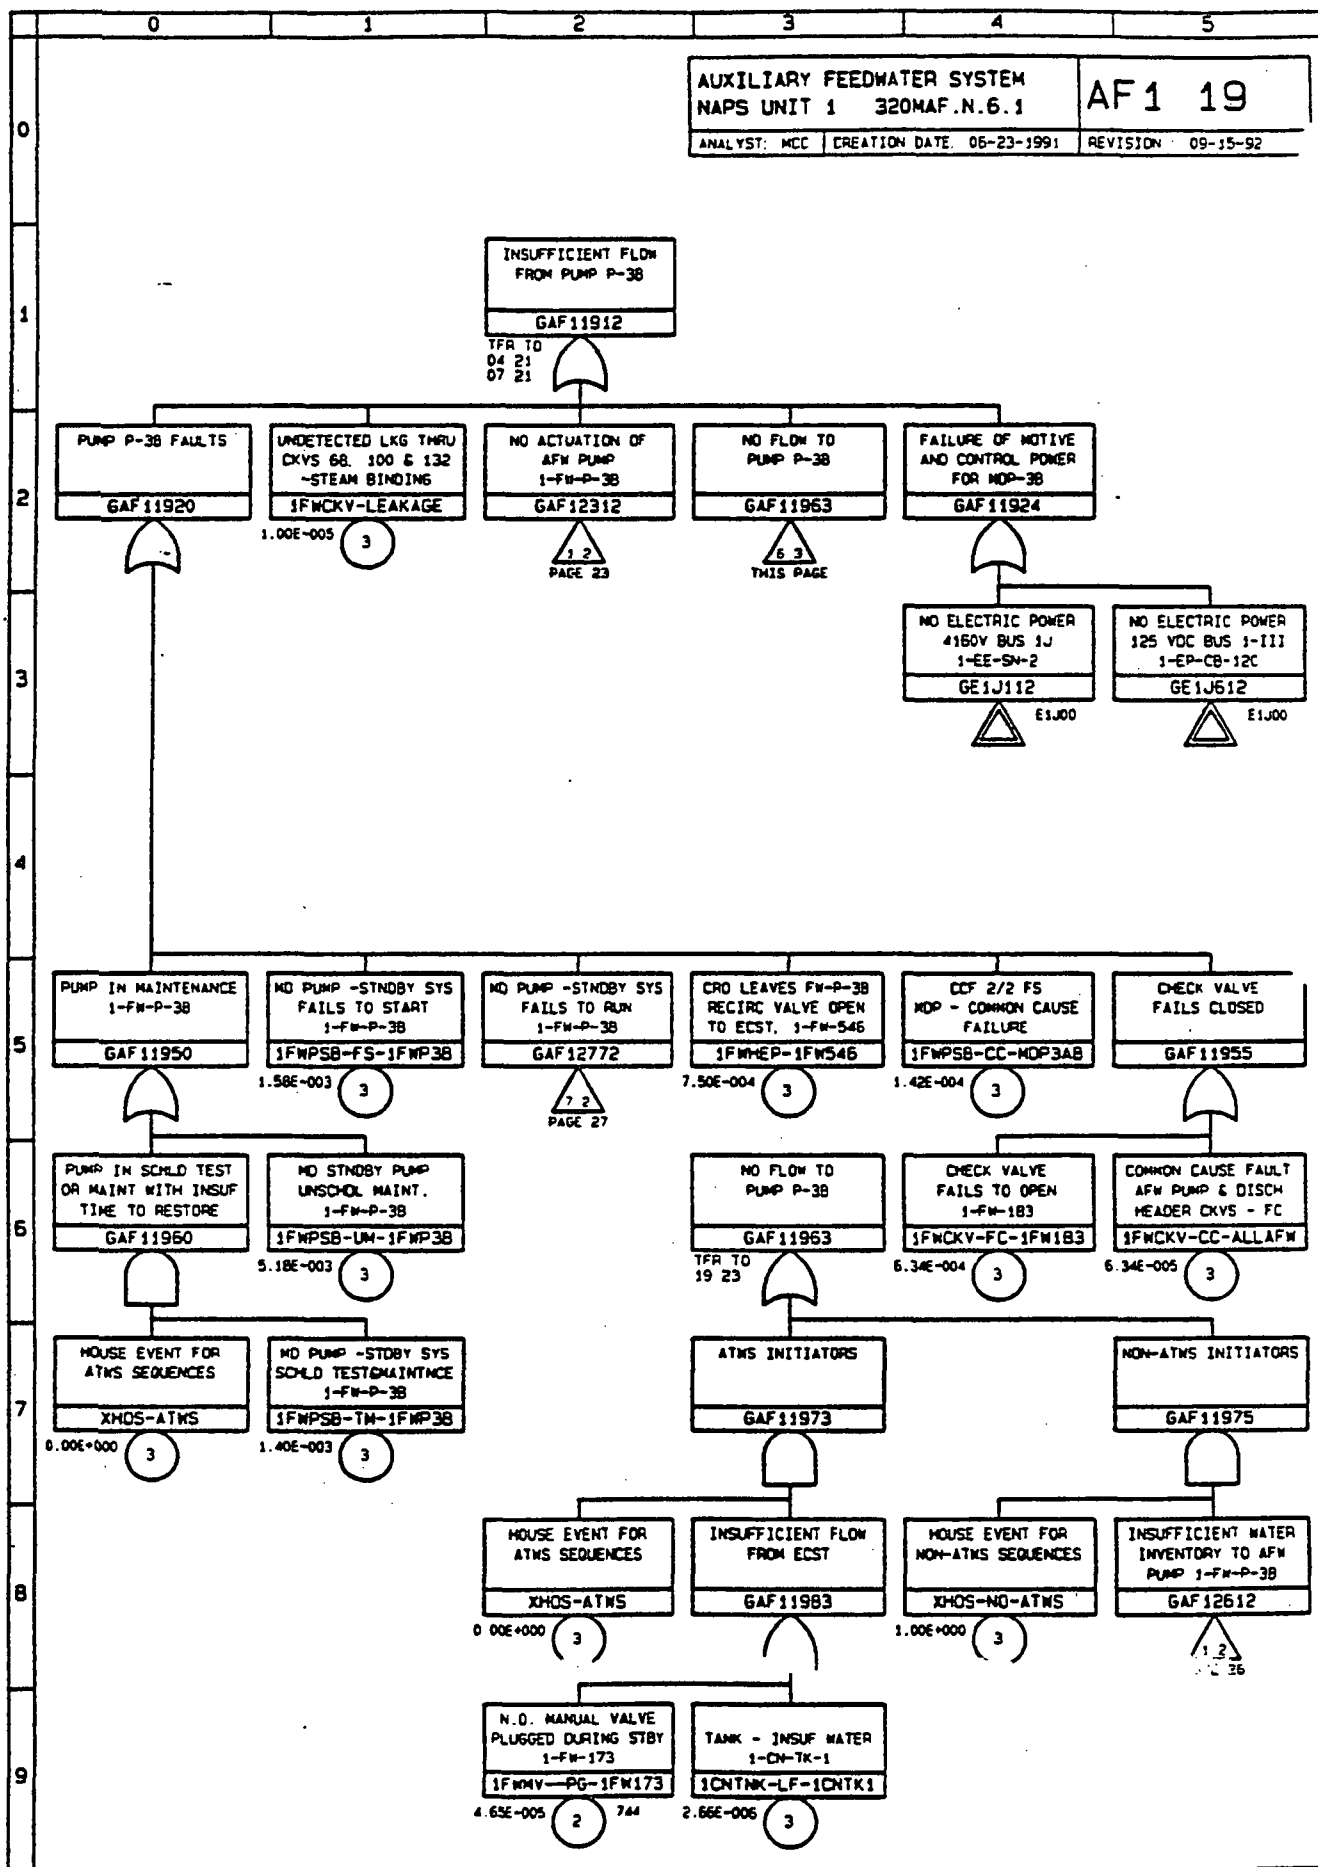 0 1 2 3 4 5
AUXILIARY FEEDWATER SYSTEM
NAPS UNIT 1 320MAF.N.6.1
AF1 19
ANALYST: MCC CREATION DATE. 06-23-1991 REVISION 09-15-92
0
INSUFFICIENT FLOW
FROM PUMP P-3B
GAF11912
TFR TO
04 21
07 21
1
PUMP P-3B FAULTS
GAF11920
UNDETECTED LKG THRU
CKVS 68, 100 & 132
~STEAM BINDING
1FWCKV-LEAKAGE
1.00E-005
3
NO ACTUATION OF
AFW PUMP
1-FW-P-3B
GAF12312
1 2
PAGE 23
NO FLOW TO
PUMP P-3B
GAF11963
6 3
THIS PAGE
FAILURE OF MOTIVE
AND CONTROL POWER
FOR MDP-3B
GAF11924
2
NO ELECTRIC POWER
4160V BUS 1J
1-EE-SW-2
GE1J112
E1J00
NO ELECTRIC POWER
125 VDC BUS 1-III
1-EP-CB-12C
GE1J612
E1J00
3
4
PUMP IN MAINTENANCE
1-FW-P-3B
GAF11950
MD PUMP -STNDBY SYS
FAILS TO START
1-FW-P-3B
1FWPSB-FS-1FWP3B
1.58E-003
3
MD PUMP -STNDBY SYS
FAILS TO RUN
1-FW-P-3B
GAF12772
7 2
PAGE 27
CRO LEAVES FW-P-3B
RECIRC VALVE OPEN
TO ECST, 1-FW-546
1FWHEP-1FW546
7.50E-004
3
CCF 2/2 FS
MDP - COMMON CAUSE
FAILURE
1FWPSB-CC-MDP3AB
1.42E-004
3
CHECK VALVE
FAILS CLOSED
GAF11955
5
PUMP IN SCHLD TEST
OR MAINT WITH INSUF
TIME TO RESTORE
GAF11960
MD STNDBY PUMP
UNSCHDL MAINT.
1-FW-P-3B
1FWPSB-UM-1FWP3B
5.18E-003
3
NO FLOW TO
PUMP P-3B
GAF11963
TFR TO
19 23
CHECK VALVE
FAILS TO OPEN
1-FW-183
1FWCKV-FC-1FW183
6.34E-004
3
COMMON CAUSE FAULT
AFW PUMP & DISCH
HEADER CKVS - FC
1FWCKV-CC-ALLAFW
6.34E-005
3
6
HOUSE EVENT FOR
ATWS SEQUENCES
XHOS-ATWS
0.00E+000
3
MD PUMP -STDBY SYS
SCHLD TEST&MAINTNCE
1-FW-P-3B
1FWPSB-TM-1FWP3B
1.40E-003
3
ATWS INITIATORS
GAF11973
NON-ATWS INITIATORS
GAF11975
7
HOUSE EVENT FOR
ATWS SEQUENCES
XHOS-ATWS
0 00E+000
3
INSUFFICIENT FLOW
FROM ECST
GAF11983
HOUSE EVENT FOR
NON-ATWS SEQUENCES
XHOS-NO-ATWS
1.00E+000
3
INSUFFICIENT WATER
INVENTORY TO AFW
PUMP 1-FW-P-3B
GAF12612
1 2
26
8
N.O. MANUAL VALVE
PLUGGED DURING STBY
1-FW-173
1FWMV--PG-1FW173
4.65E-005
2
744
TANK - INSUF WATER
1-CN-TK-1
1CNTNK-LF-1CNTK1
2.66E-006
3
9